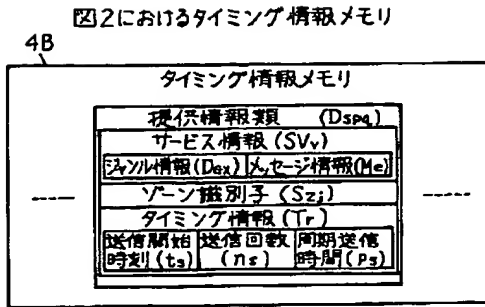 図2におけるタイミング情報メモリ
4B
タイミング情報メモリ
提供情報類 (Dspq)
サービス情報(SVv)
ジャンル情報(Dgx) メッセージ情報(Me)
ゾーン識別子(Szj)
タイミング情報(Tr)
送信開始時刻(ts) 送信回数(ns) 周期送信時間(Ps)